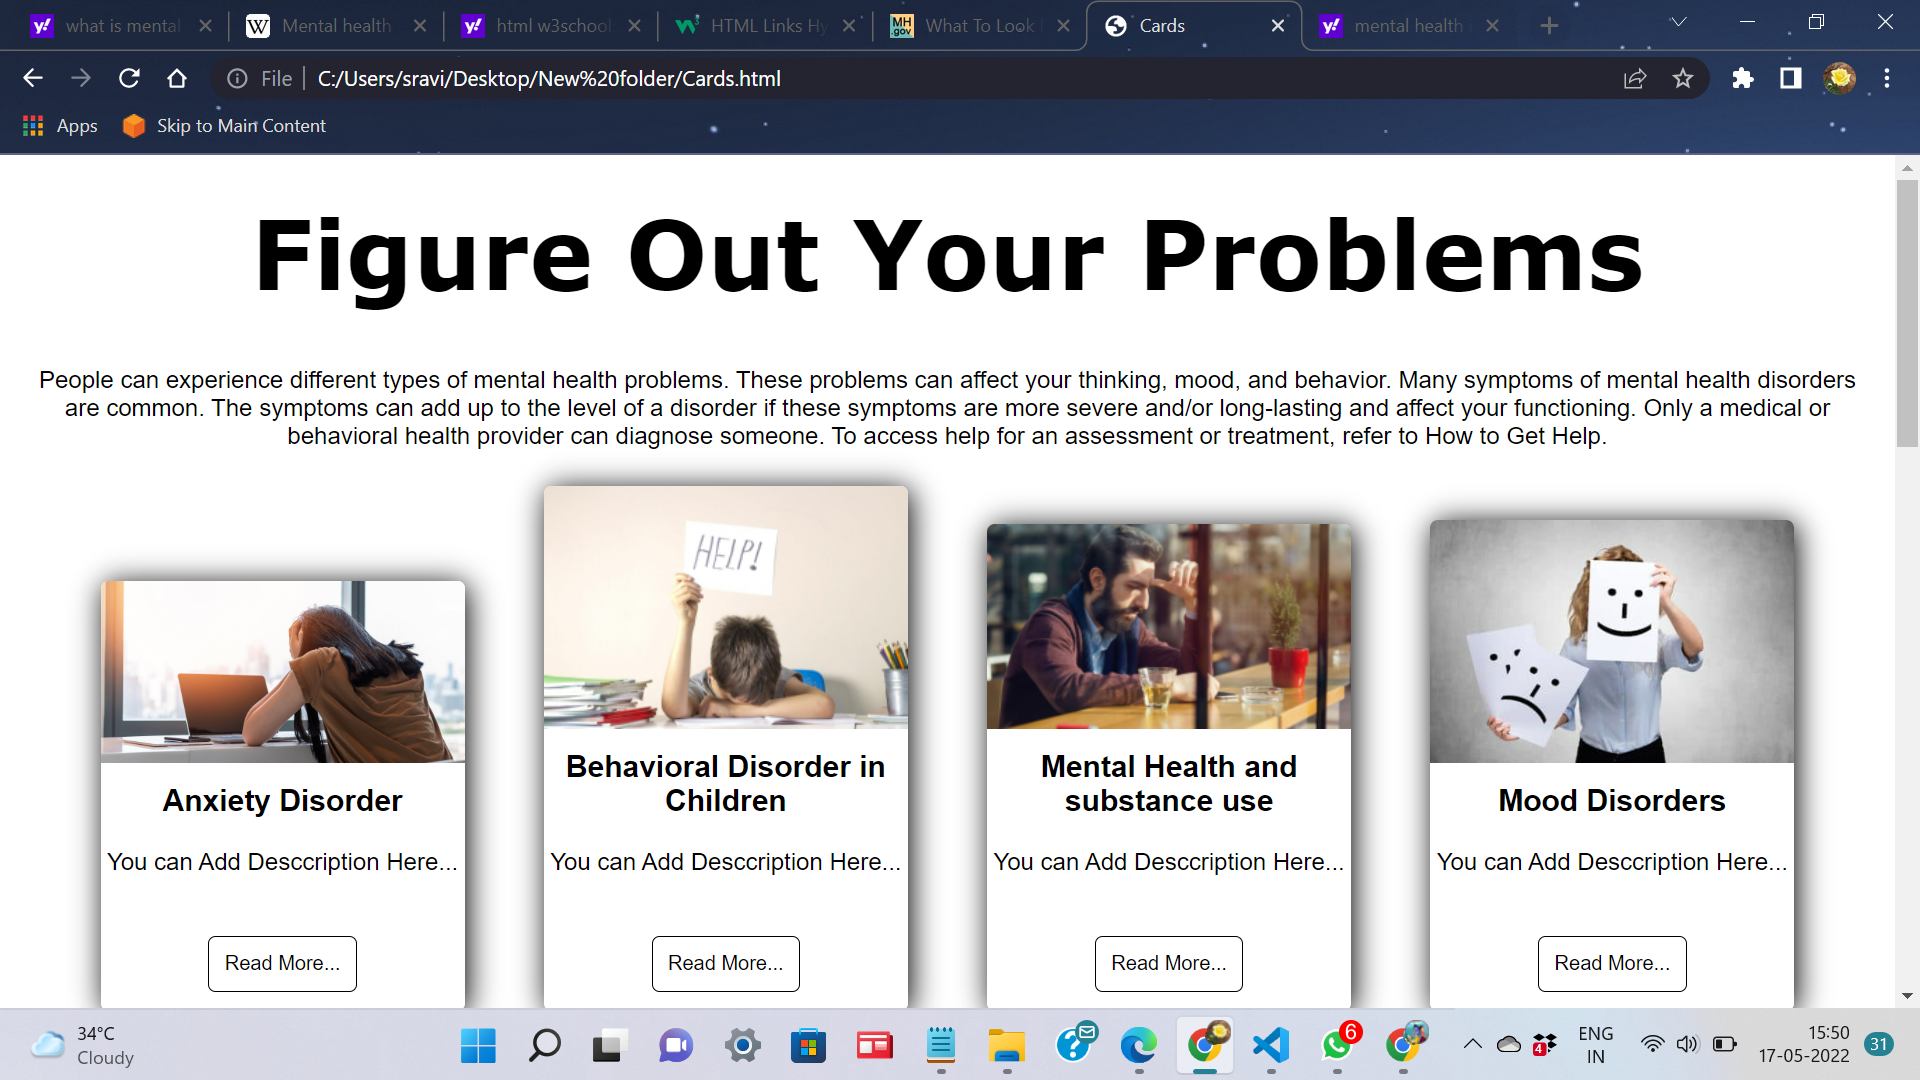 what is mental
Mental health
html w3school
HTML Links Hy
MH .gov
What To Look
Cards
mental health
File
C:/Users/sravi/Desktop/New%20folder/Cards.html
Apps
Skip to Main Content
Figure Out Your Problems
People can experience different types of mental health problems. These problems can affect your thinking, mood, and behavior. Many symptoms of mental health disorders
are common. The symptoms can add up to the level of a disorder if these symptoms are more severe and/or long-lasting and affect your functioning. Only a medical or
behavioral health provider can diagnose someone. To access help for an assessment or treatment, refer to How to Get Help.
HELP!
Anxiety Disorder
You can Add Desccription Here...
Read More...
Behavioral Disorder in
Children
You can Add Desccription Here...
Read More...
Mental Health and
substance use
You can Add Desccription Here...
Read More...
Mood Disorders
You can Add Desccription Here...
Read More...
34°C
Cloudy
6
4
ENG
IN
15:50
17-05-2022
31